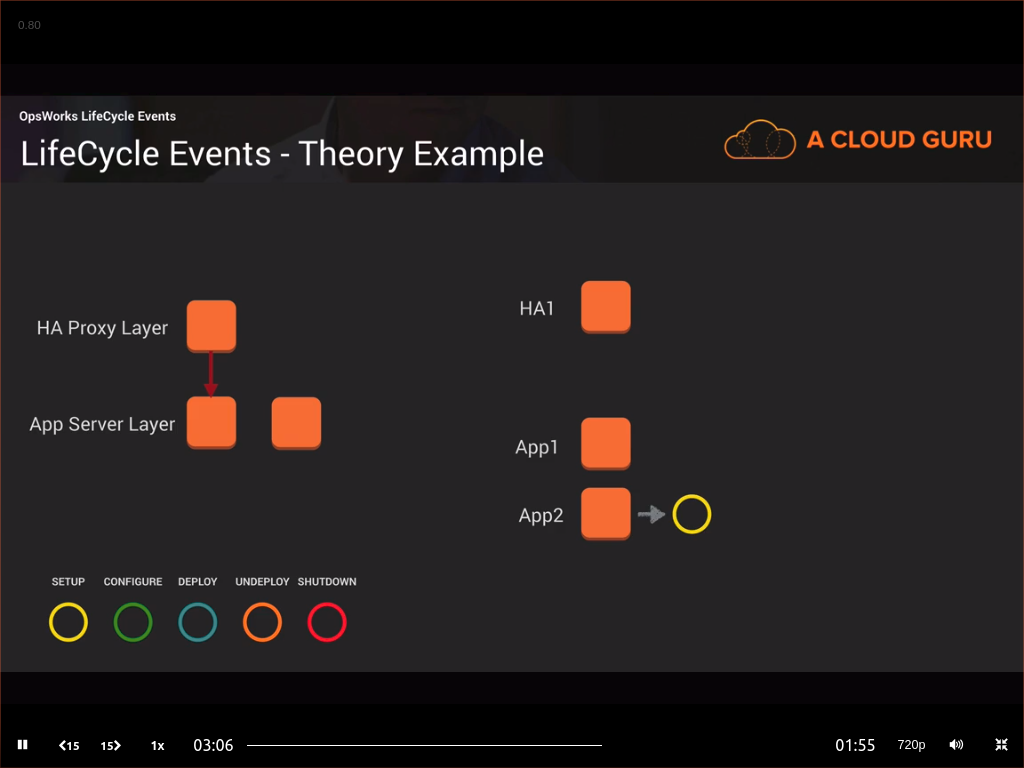 0.80
OpsWorks LifeCycle Events
LifeCycle Events - Theory Example
A CLOUD GURU
HA Proxy Layer
App Server Layer
HA1
App1
App2
SETUP CONFIGURE DEPLOY UNDEPLOY SHUTDOWN
15 15 1x 03:06 01:55 720p